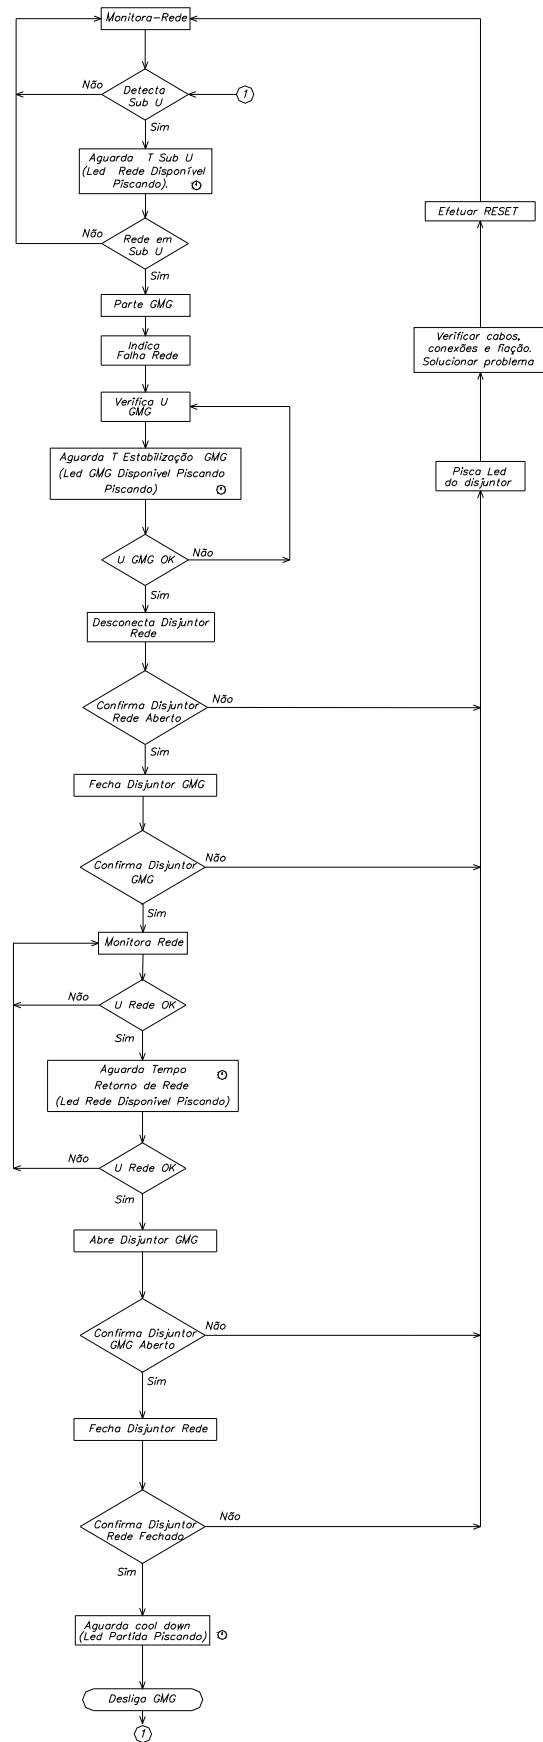 Monitora-Rede
Não
Detecta
Sub U
1
Sim
Aguarda T Sub U
(Led Rede Disponível
Piscando).
Não
Rede em
Sub U
Sim
Parte GMG
Indica
Falha Rede
Verifica U
GMG
Aguarda T Estabilização GMG
(Led GMG Disponivel Piscando
Piscando)
U GMG OK
Não
Sim
Desconecta Disjuntor
Rede
Confirma Disjuntor
Rede Aberto
Não
Sim
Fecha Disjuntor GMG
Confirma Disjuntor
GMG
Não
Sim
Monitora Rede
Não
U Rede OK
Sim
Aguarda Tempo
Retorno de Rede
(Led Rede Disponivel Piscando)
Não
U Rede OK
Sim
Abre Disjuntor GMG
Confirma Disjuntor
GMG Aberto
Não
Sim
Fecha Disjuntor Rede
Confirma Disjuntor
Rede Fechado
Não
Sim
Aguarda cool down
(Led Partida Piscando)
Desliga GMG
1
Efetuar RESET
Verificar cabos,
conexões e fiação.
Solucionar problema
Pisca Led
do disjuntor